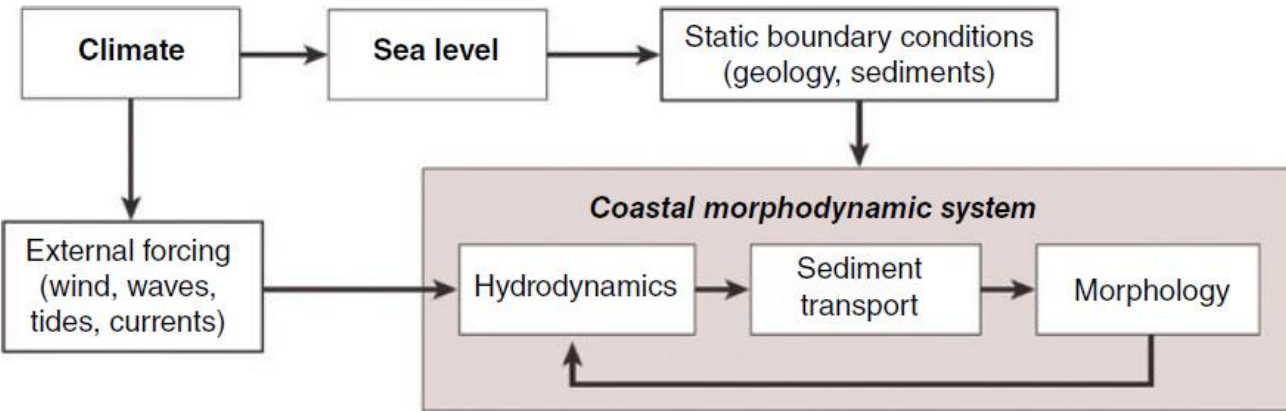 Climate
Sea level
Static boundary conditions
(geology, sediments)
Coastal morphodynamic system
External forcing
(wind, waves,
tides, currents)
Hydrodynamics
Sediment
transport
Morphology